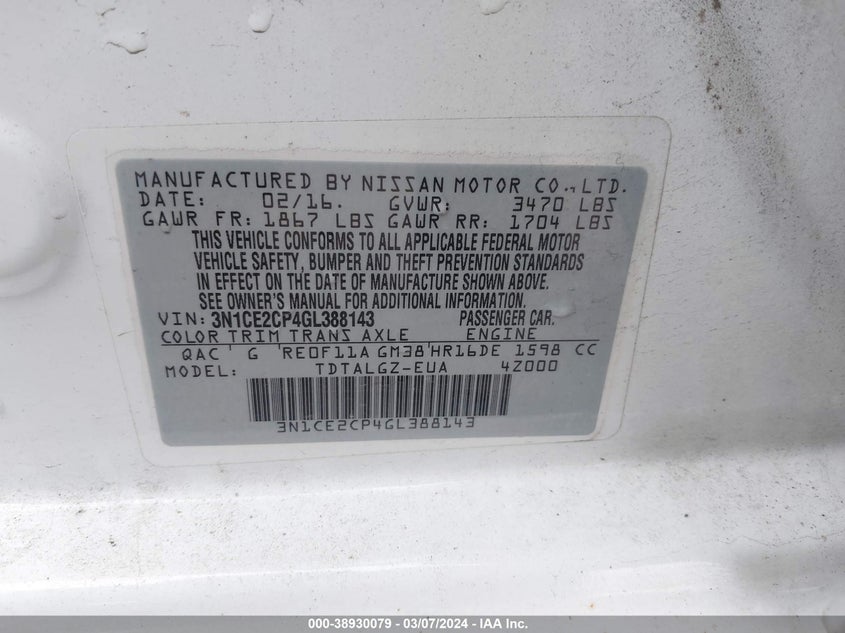 MANUFACTURED BY NISSAN MOTOR CO., LTD.
DATE: 02/16. GVWR: 3470 LBS
GAWR FR: 1867 LBS GAWR RR: 1704 LBS
THIS VEHICLE CONFORMS TO ALL APPLICABLE FEDERAL MOTOR
VEHICLE SAFETY, BUMPER AND THEFT PREVENTION STANDARDS
IN EFFECT ON THE DATE OF MANUFACTURE SHOWN ABOVE.
SEE OWNER'S MANUAL FOR ADDITIONAL INFORMATION.
VIN: 3N1CE2CP4GL388143 PASSENGER CAR.
COLOR TRIM TRANS AXLE ENGINE
QAC G RE0F11A GM38 HR16DE 1598 CC
MODEL: TDTALGZ-EUA 4Z000
3N1CE2CP4GL388143
000-38930079 - 03/07/2024 - IAA Inc.